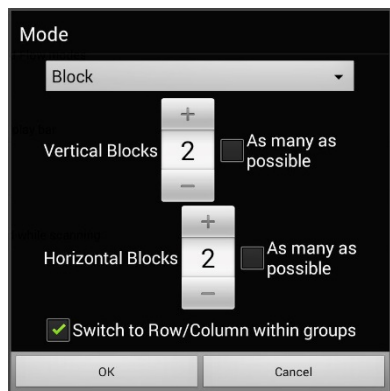 Mode
Block
+
Vertical Blocks 2 As many as
possible
−
+
Horizontal Blocks 2 As many as
possible
−
Switch to Row/Column within groups
OK Cancel